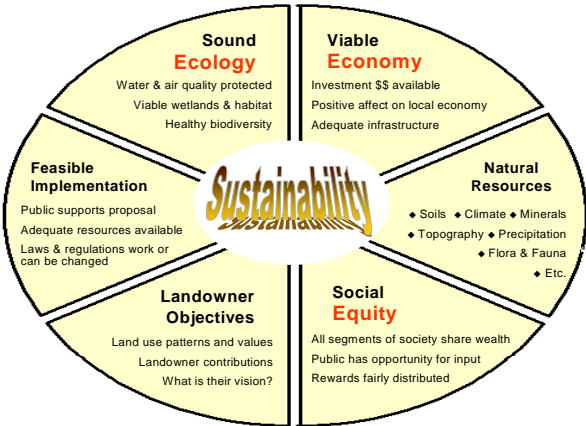 Sound
Ecology
Water & air quality protected
Viable wetlands & habitat
Healthy biodiversity
Viable
Economy
Investment $$ available
Positive affect on local economy
Adequate infrastructure
Feasible
Implementation
Public supports proposal
Adequate resources available
Laws & regulations work or
can be changed
Sustainability
Natural
Resources
◆ Soils ◆ Climate ◆ Minerals
◆ Topography ◆ Precipitation
◆ Flora & Fauna
◆ Etc.
Landowner
Objectives
Land use patterns and values
Landowner contributions
What is their vision?
Social
Equity
All segments of society share wealth
Public has opportunity for input
Rewards fairly distributed